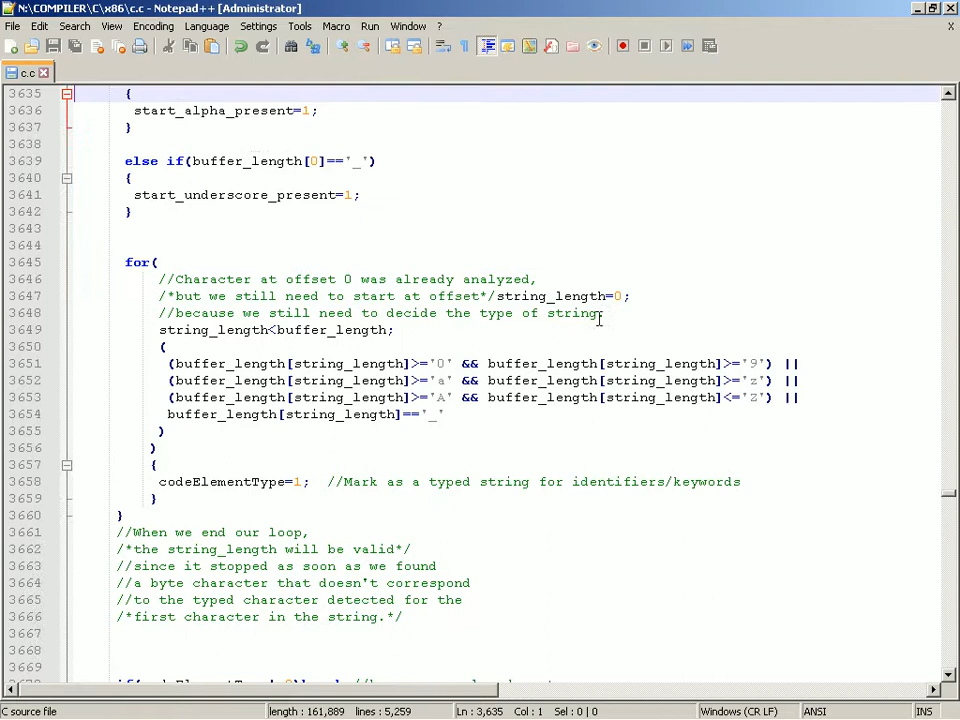 N:\COMPILER\C\x86\c.c - Notepad++ [Administrator]
File Edit Search View Encoding Language Settings Tools Macro Run Window ? X
c.c
3635 {
3636 start_alpha_present=1;
3637 }
3638
3639 else if(buffer_length[0]=='_')
3640 {
3641 start_underscore_present=1;
3642 }
3643
3644
3645 for(
3646 //Character at offset 0 was already analyzed,
3647 /*but we still need to start at offset*/string_length=0;
3648 //because we still need to decide the type of string.
3649 string_length<buffer_length;
3650 (
3651 (buffer_length[string_length]>='0' && buffer_length[string_length]>='9') ||
3652 (buffer_length[string_length]>='a' && buffer_length[string_length]>='z') ||
3653 (buffer_length[string_length]>='A' && buffer_length[string_length]<='Z') ||
3654 buffer_length[string_length]=='_'
3655 )
3656 )
3657 {
3658 codeElementType=1; //Mark as a typed string for identifiers/keywords
3659 }
3660 }
3661 //When we end our loop,
3662 /*the string_length will be valid*/
3663 //since it stopped as soon as we found
3664 //a byte character that doesn't correspond
3665 //to the typed character detected for the
3666 /*first character in the string.*/
3667
3668
3669
C source file length : 161,889 lines : 5,259 Ln : 3,635 Col : 1 Sel : 0 | 0 Windows (CR LF) ANSI INS